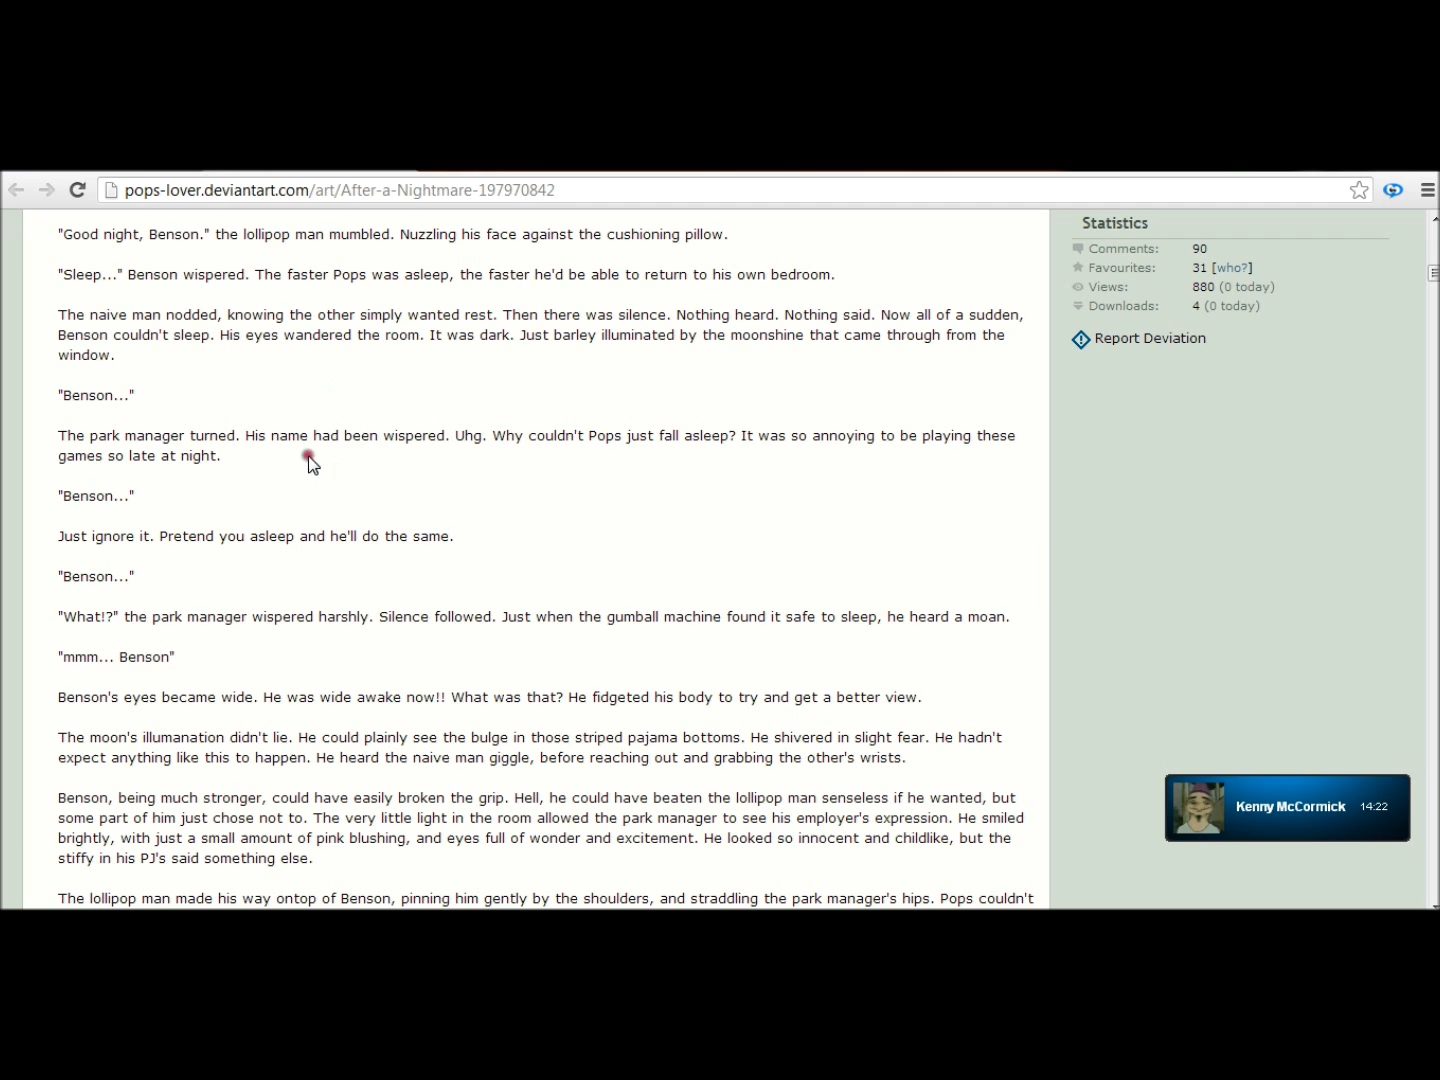 pops-lover.deviantart.com/art/After-a-Nightmare-197970842
"Good night, Benson." the lollipop man mumbled. Nuzzling his face against the cushioning pillow.
"Sleep..." Benson wispered. The faster Pops was asleep, the faster he'd be able to return to his own bedroom.
The naive man nodded, knowing the other simply wanted rest. Then there was silence. Nothing heard. Nothing said. Now all of a sudden,
Benson couldn't sleep. His eyes wandered the room. It was dark. Just barley illuminated by the moonshine that came through from the
window.
"Benson..."
The park manager turned. His name had been wispered. Uhg. Why couldn't Pops just fall asleep? It was so annoying to be playing these
games so late at night.
"Benson..."
Just ignore it. Pretend you asleep and he'll do the same.
"Benson..."
"What!?" the park manager wispered harshly. Silence followed. Just when the gumball machine found it safe to sleep, he heard a moan.
"mmm... Benson"
Benson's eyes became wide. He was wide awake now!! What was that? He fidgeted his body to try and get a better view.
The moon's illumanation didn't lie. He could plainly see the bulge in those striped pajama bottoms. He shivered in slight fear. He hadn't
expect anything like this to happen. He heard the naive man giggle, before reaching out and grabbing the other's wrists.
Benson, being much stronger, could have easily broken the grip. Hell, he could have beaten the lollipop man senseless if he wanted, but
some part of him just chose not to. The very little light in the room allowed the park manager to see his employer's expression. He smiled
brightly, with just a small amount of pink blushing, and eyes full of wonder and excitement. He looked so innocent and childlike, but the
stiffy in his PJ's said something else.
The lollipop man made his way ontop of Benson, pinning him gently by the shoulders, and straddling the park manager's hips. Pops couldn't
Statistics
Comments: 90
Favourites: 31 [who?]
Views: 880 (0 today)
Downloads: 4 (0 today)
Report Deviation
Kenny McCormick 14:22